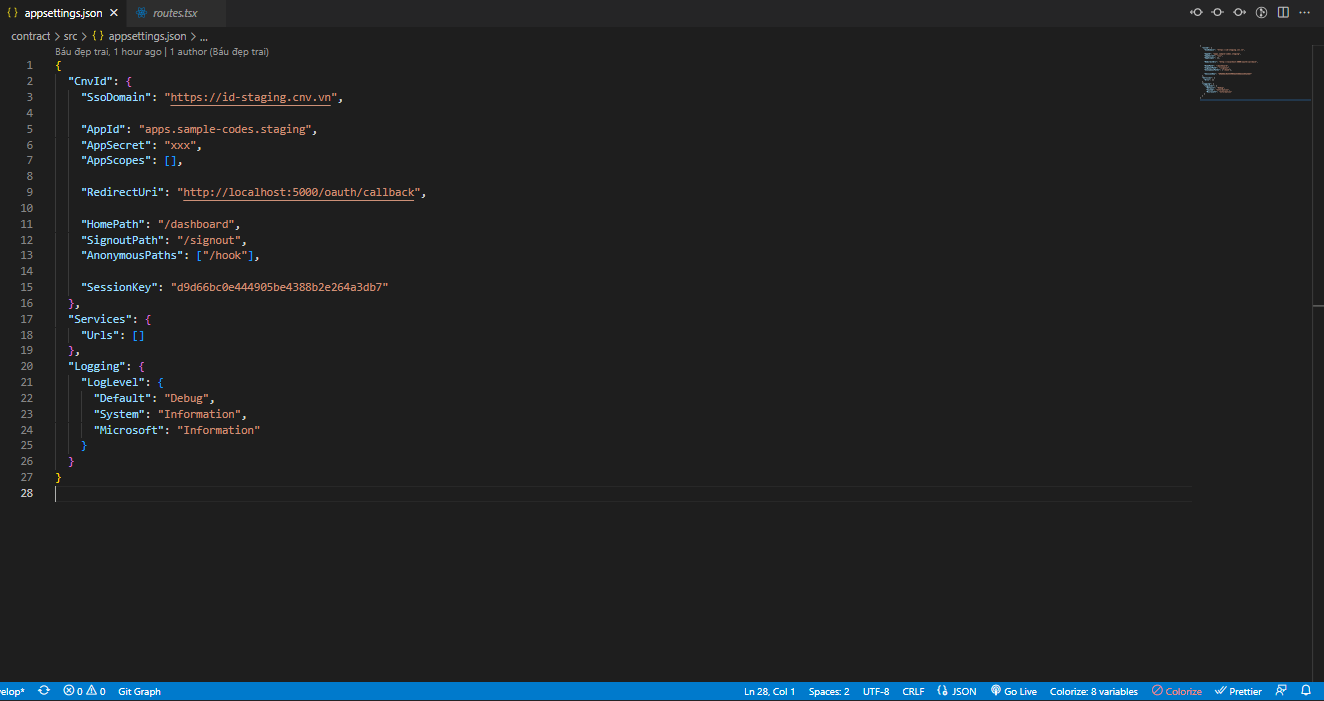 appsettings.json
routes.tsx
contract > src > {} appsettings.json > ...
Báu đẹp trai, 1 hour ago | 1 author (Báu đẹp trai)
1 {
2 "CnvId": {
3 "SsoDomain": "https://id-staging.cnv.vn",
4
5 "AppId": "apps.sample-codes.staging",
6 "AppSecret": "xxx",
7 "AppScopes": [],
8
9 "RedirectUri": "http://localhost:5000/oauth/callback",
10
11 "HomePath": "/dashboard",
12 "SignoutPath": "/signout",
13 "AnonymousPaths": ["/hook"],
14
15 "SessionKey": "d9d66bc0e444905be4388b2e264a3db7"
16 },
17 "Services": {
18 "Urls": []
19 },
20 "Logging": {
21 "LogLevel": {
22 "Default": "Debug",
23 "System": "Information",
24 "Microsoft": "Information"
25 }
26 }
27 }
28
velop* 0 0 Git Graph Ln 28, Col 1 Spaces: 2 UTF-8 CRLF {} JSON Go Live Colorize: 8 variables Colorize Prettier